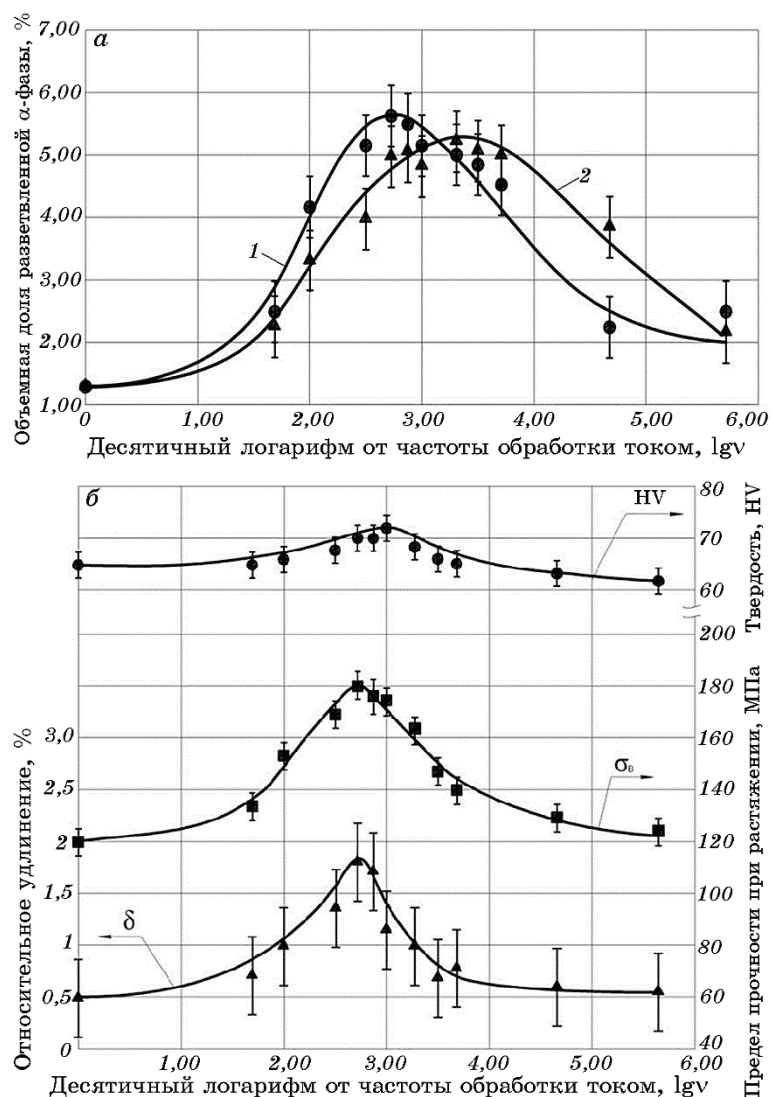 а
Объемная доля разветвленной α-фазы, %
7,00
6,00
5,00
4,00
3,00
2,00
1,00
1
2
0 1,00 2,00 3,00 4,00 5,00 6,00
Десятичный логарифм от частоты обработки током, lgν
б
HV
80
70
60
Твердость, HV
200
180
160
140
120
100
80
60
40
Предел прочности при растяжении, МПа
σв
3,0
2,5
2
1,5
1
0,5
0
Относительное удлинение, %
δ
1,00 2,00 3,00 4,00 5,00 6,00
Десятичный логарифм от частоты обработки током, lgν